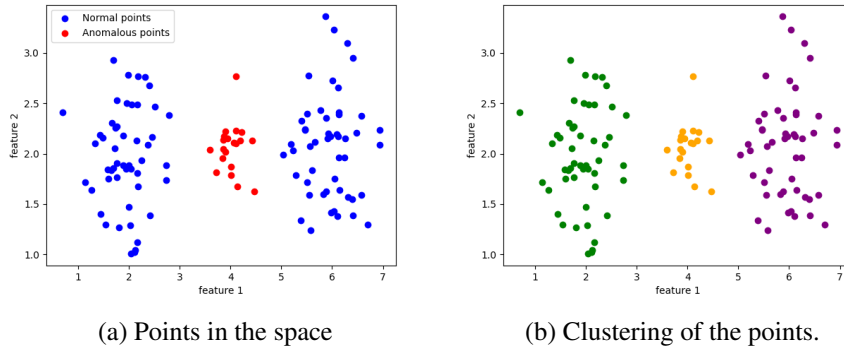 Normal points
Anomalous points
3.0
2.5
2.0
1.5
1.0
feature 2
1 2 3 4 5 6 7
feature 1
(a) Points in the space
3.0
2.5
2.0
1.5
1.0
feature 2
1 2 3 4 5 6 7
feature 1
(b) Clustering of the points.